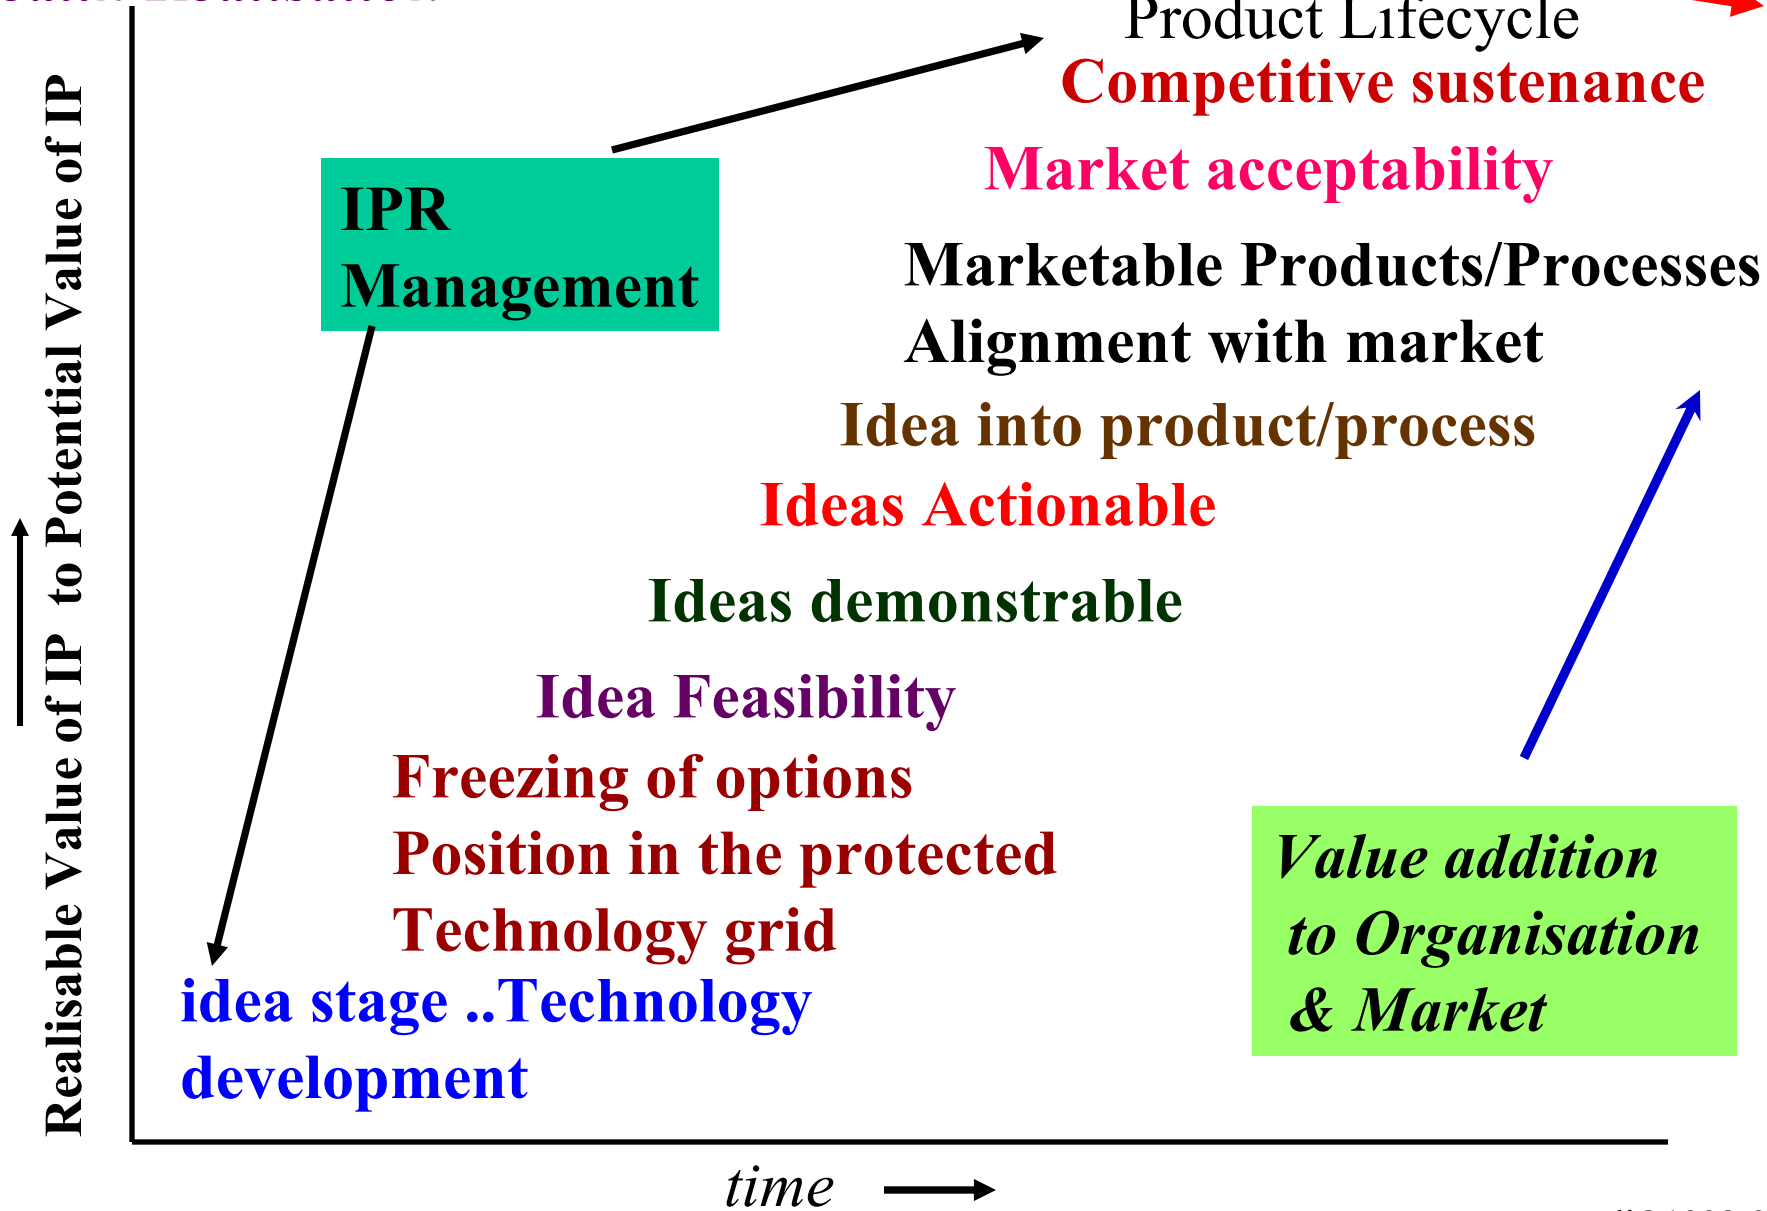 Product Lifecycle
Competitive sustenance
Market acceptability
IPR
Management
Marketable Products/Processes
Alignment with market
Idea into product/process
Ideas Actionable
Ideas demonstrable
Idea Feasibility
Freezing of options
Position in the protected
Technology grid
idea stage ..Technology
development
Value addition
to Organisation
& Market
Realisable Value of IP to Potential Value of IP
time